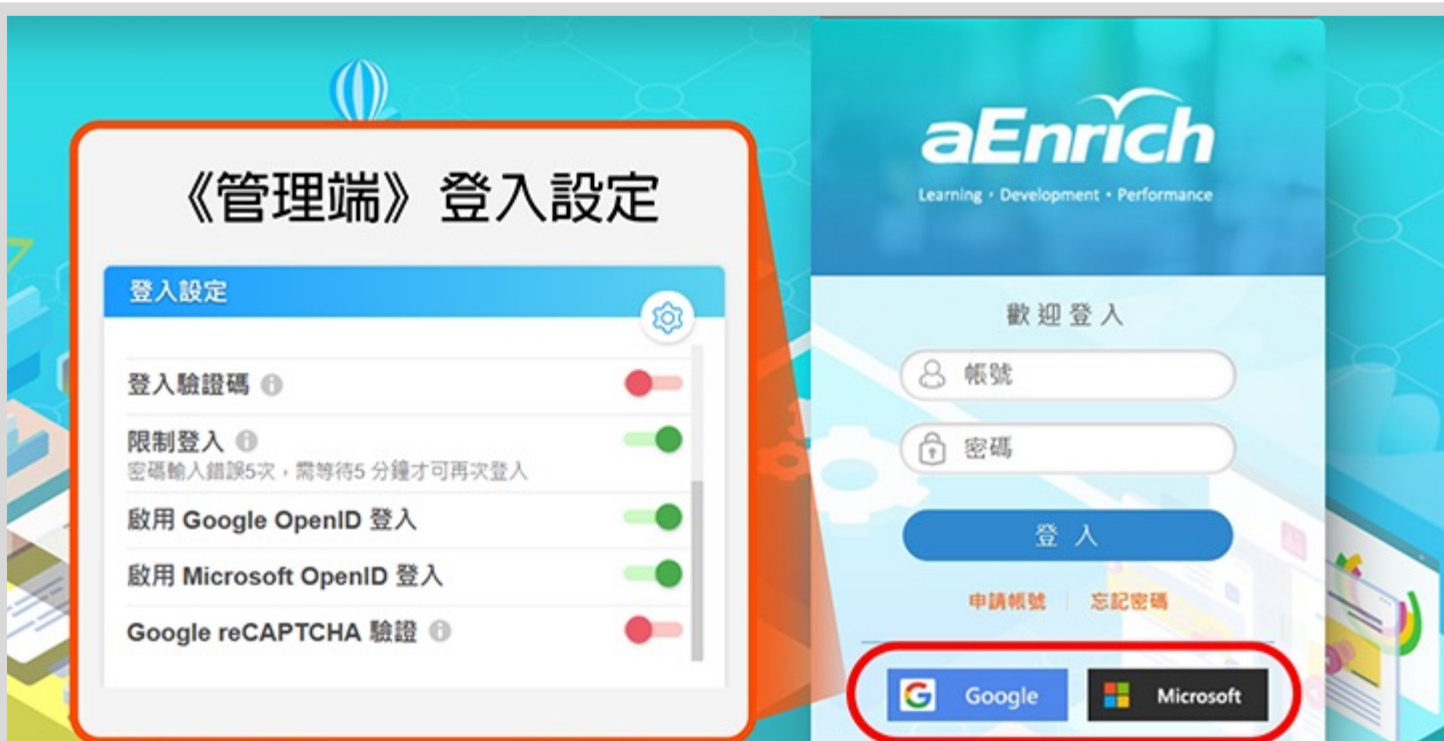 《管理端》登入設定
登入設定
登入驗證碼
限制登入
密碼輸入錯誤5次，需等待5 分鐘才可再次登入
啟用 Google OpenID 登入
啟用 Microsoft OpenID 登入
Google reCAPTCHA 驗證
aEnrich
Learning・Development・Performance
歡迎登入
帳號
密碼
登入
申請帳號 | 忘記密碼
Google
Microsoft